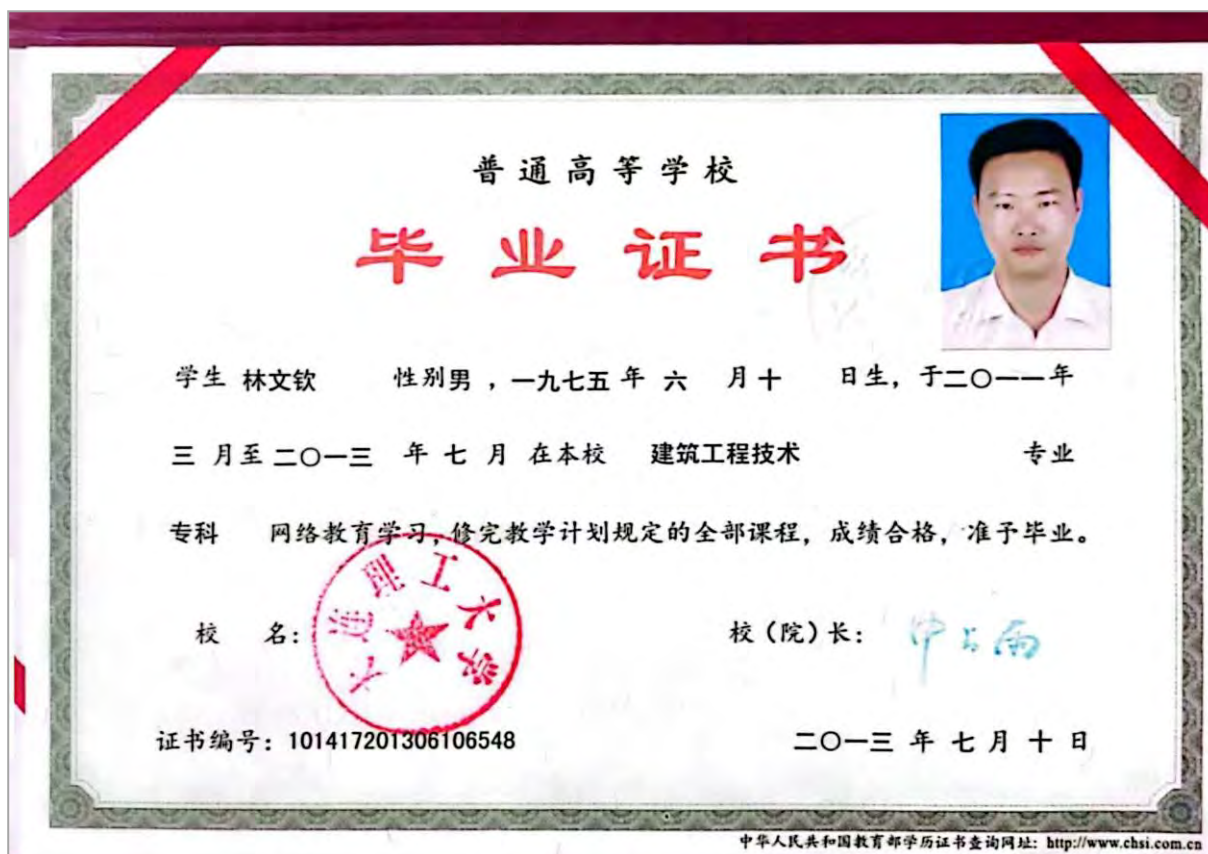 普通高等学校
毕业证书
学生 林文钦 性别男，一九七五年 六 月十 日生，于二〇一一年
三 月至二〇一三 年 七 月 在本校 建筑工程技术 专业
专科 网络教育学习，修完教学计划规定的全部课程，成绩合格，准予毕业。
校 名：
大连理工大学
校（院）长：
证书编号：101417201306106548
二〇一三 年 七 月 十 日
中华人民共和国教育部学历证书查询网址：http://www.chsi.com.cn